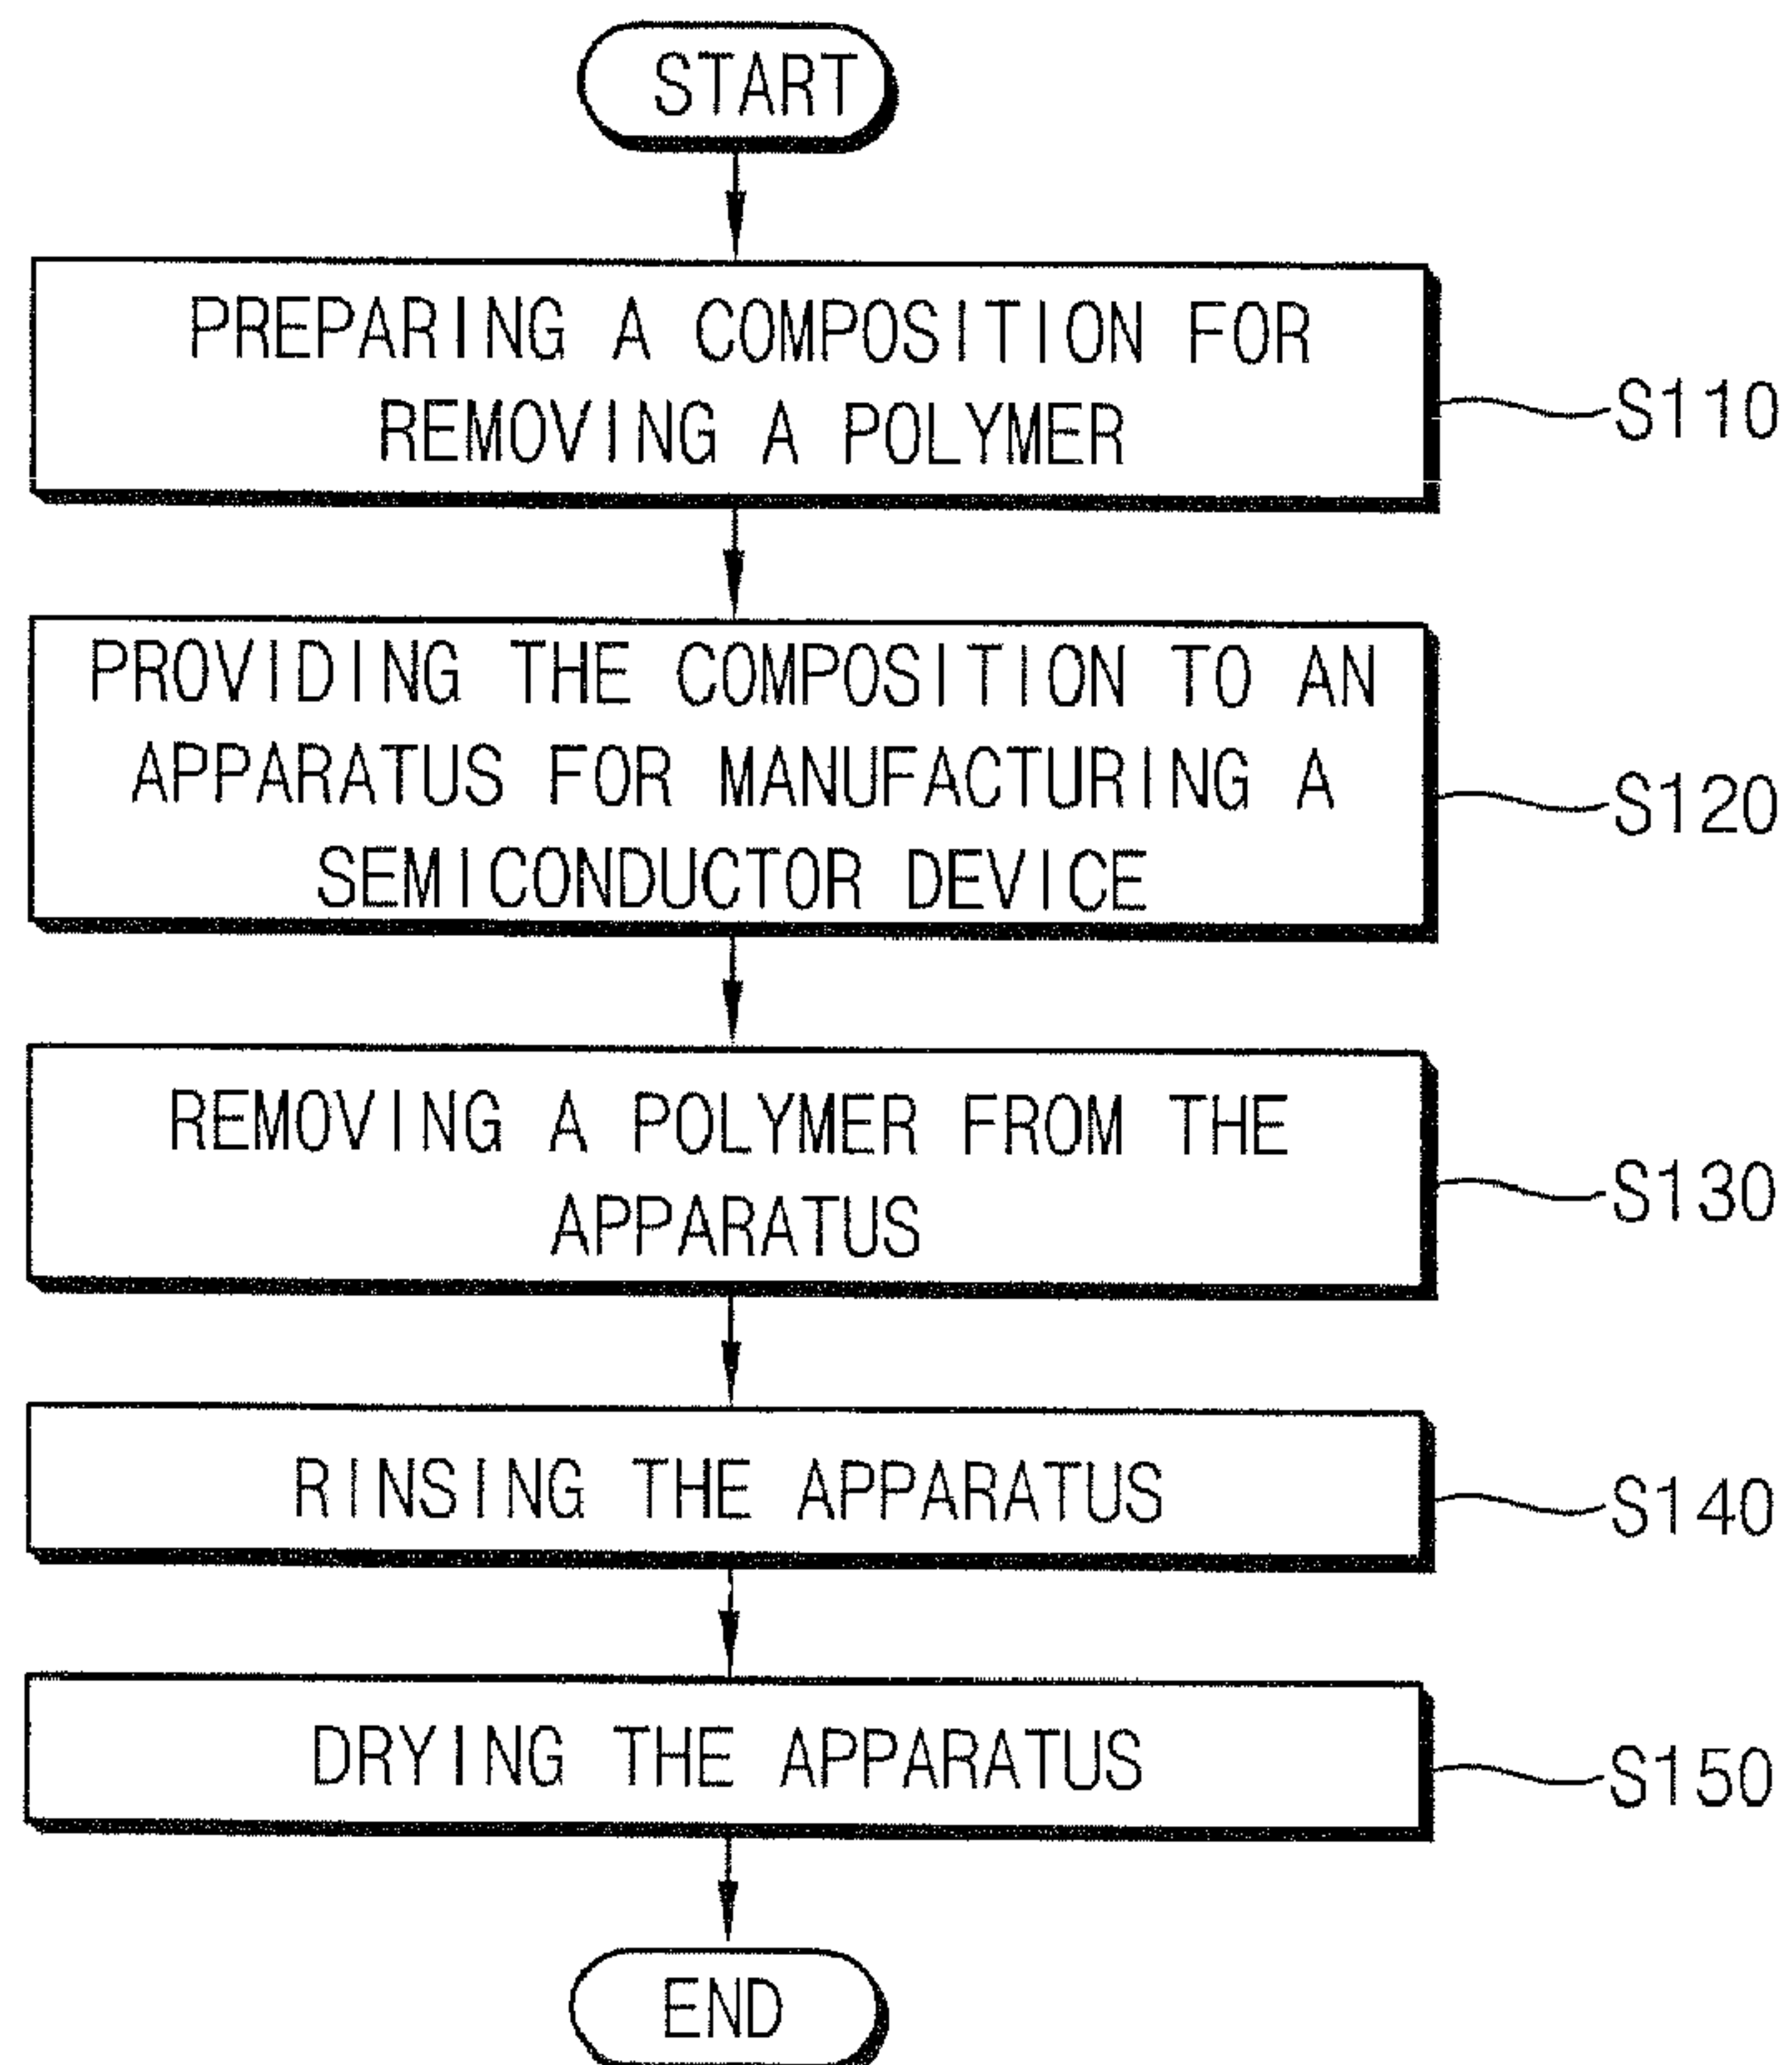 START
PREPARING A COMPOSITION FOR
REMOVING A POLYMER
S110
PROVIDING THE COMPOSITION TO AN
APPARATUS FOR MANUFACTURING A
SEMICONDUCTOR DEVICE
S120
REMOVING A POLYMER FROM THE
APPARATUS
S130
RINSING THE APPARATUS
S140
DRYING THE APPARATUS
S150
END